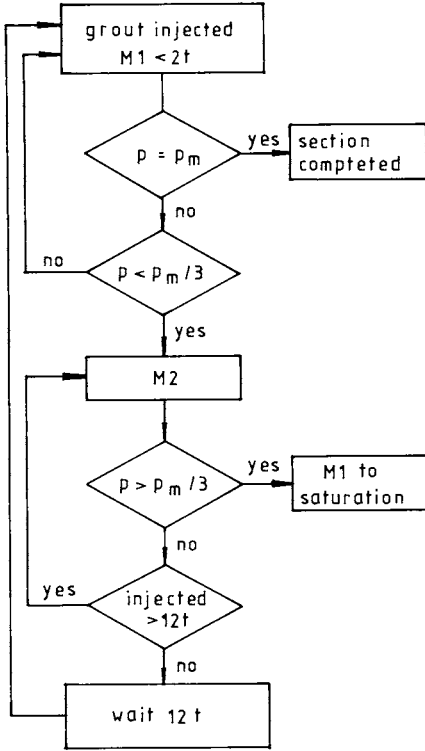 grout injected
M1 < 2t
p = pm
yes
section
compteted
no
no
p < pm/3
yes
M2
p > pm/3
yes
M1 to
saturation
no
yes
injected
>12t
no
wait 12 t